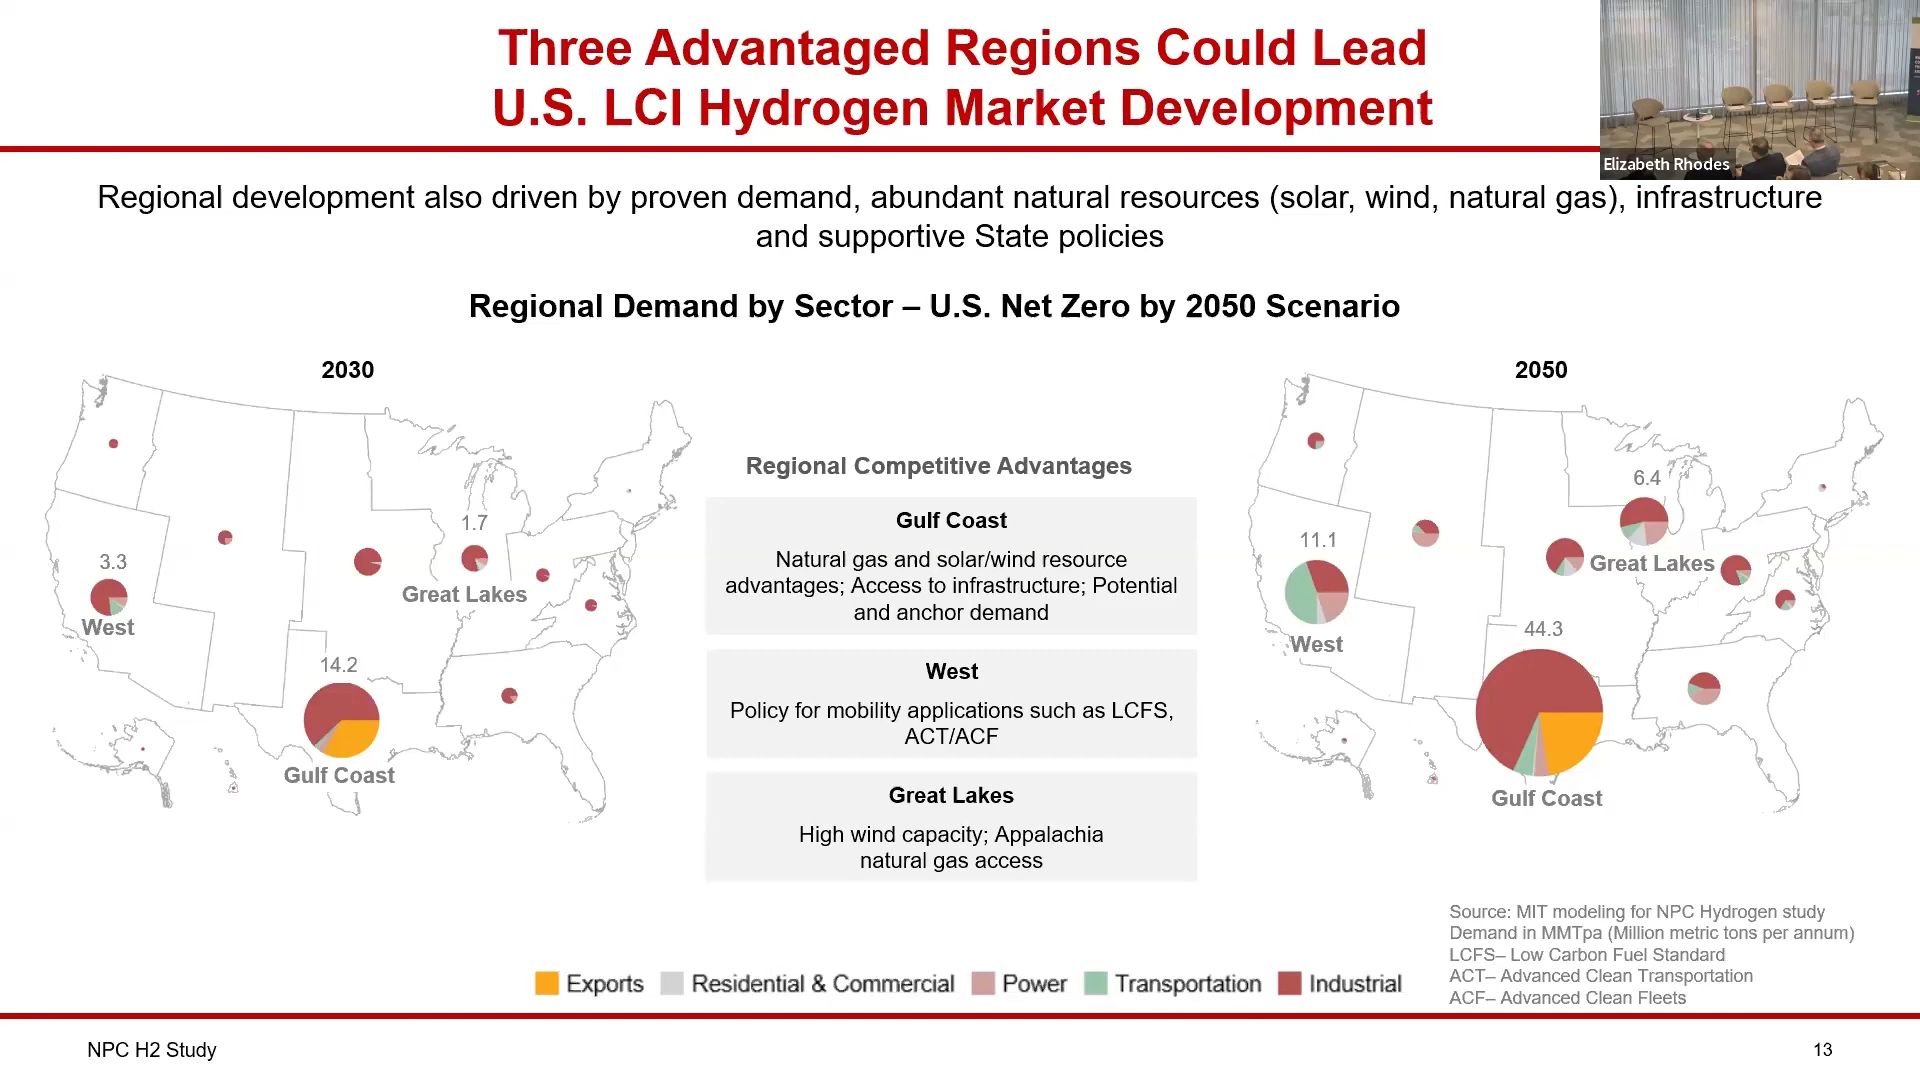 Three Advantaged Regions Could Lead
U.S. LCI Hydrogen Market Development
Elizabeth Rhodes
Regional development also driven by proven demand, abundant natural resources (solar, wind, natural gas), infrastructure
and supportive State policies
Regional Demand by Sector – U.S. Net Zero by 2050 Scenario
2030
3.3
West
1.7
Great Lakes
14.2
Gulf Coast
Regional Competitive Advantages
Gulf Coast
Natural gas and solar/wind resource
advantages; Access to infrastructure; Potential
and anchor demand
West
Policy for mobility applications such as LCFS,
ACT/ACF
Great Lakes
High wind capacity; Appalachia
natural gas access
2050
6.4
Great Lakes
11.1
West
44.3
Gulf Coast
Source: MIT modeling for NPC Hydrogen study
Demand in MMTpa (Million metric tons per annum)
LCFS– Low Carbon Fuel Standard
ACT– Advanced Clean Transportation
ACF– Advanced Clean Fleets
Exports
Residential & Commercial
Power
Transportation
Industrial
NPC H2 Study
13